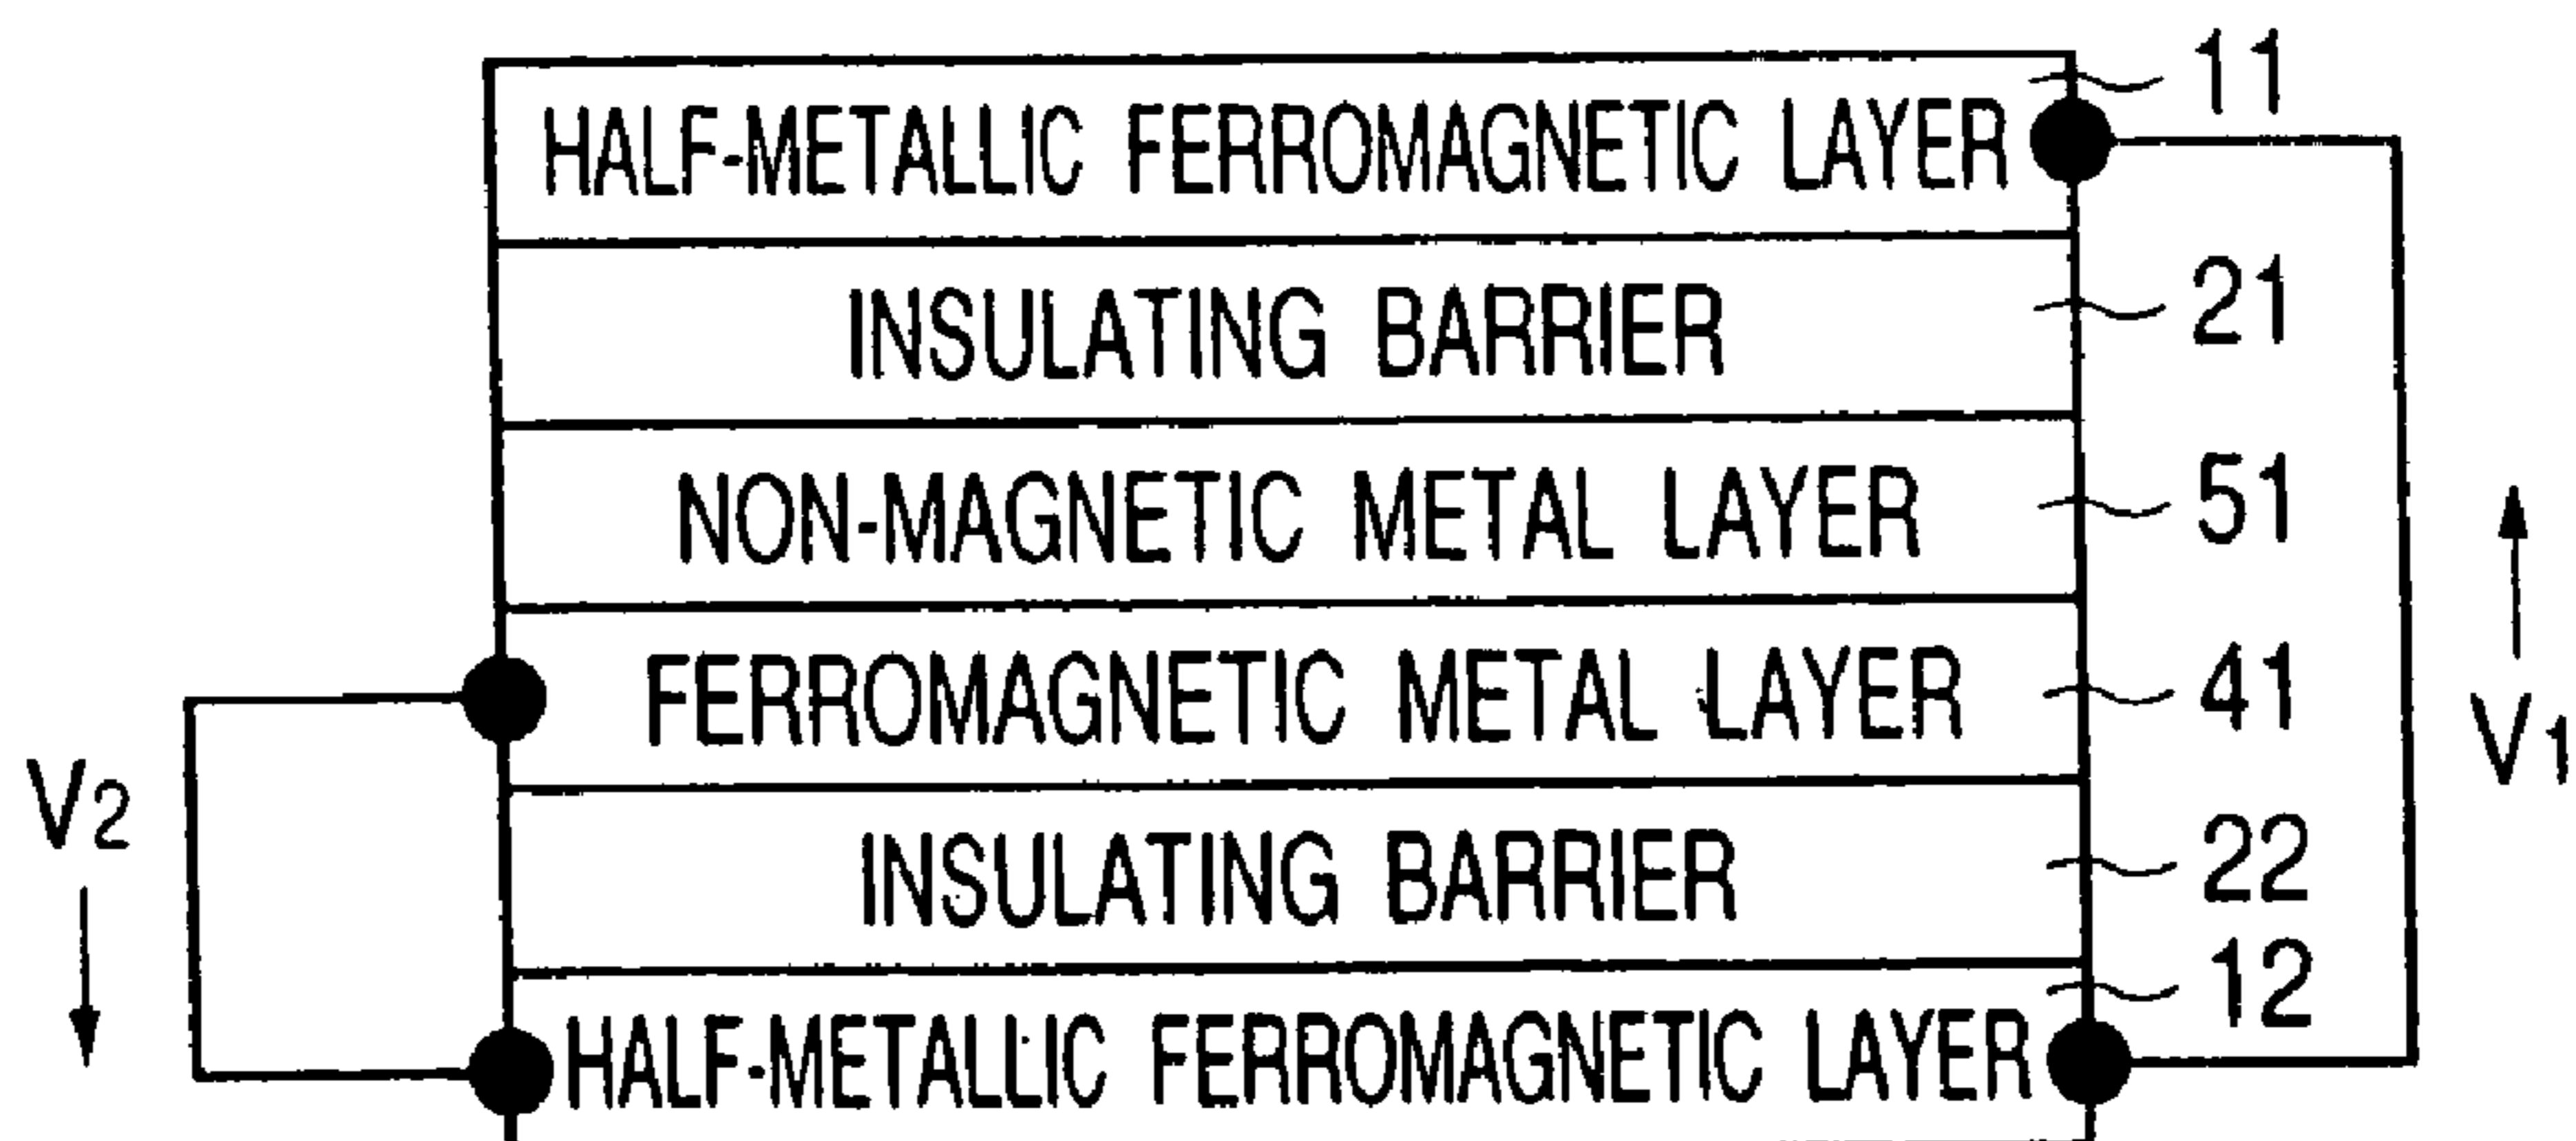 HALF-METALLIC FERROMAGNETIC LAYER 11
INSULATING BARRIER 21
NON-MAGNETIC METAL LAYER 51
FERROMAGNETIC METAL LAYER 41
V2
V1
INSULATING BARRIER 22
HALF-METALLIC FERROMAGNETIC LAYER 12